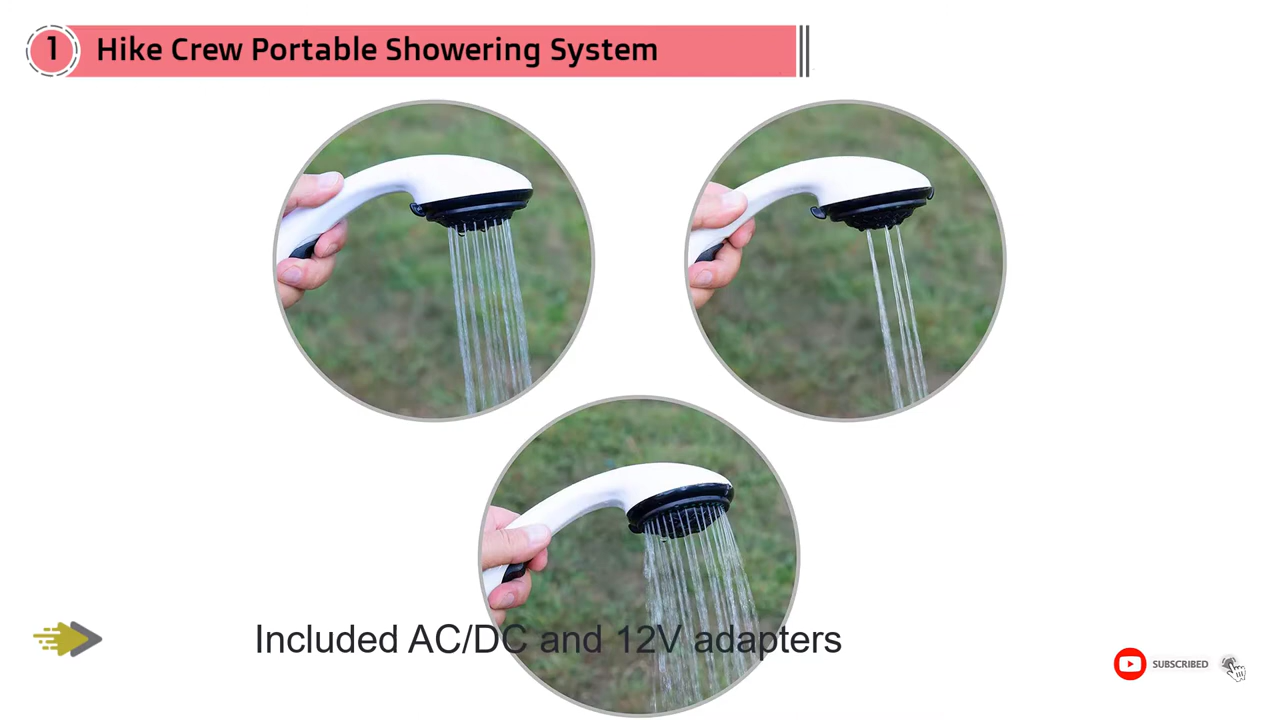 1 Hike Crew Portable Showering System
Included AC/DC and 12V adapters
SUBSCRIBED